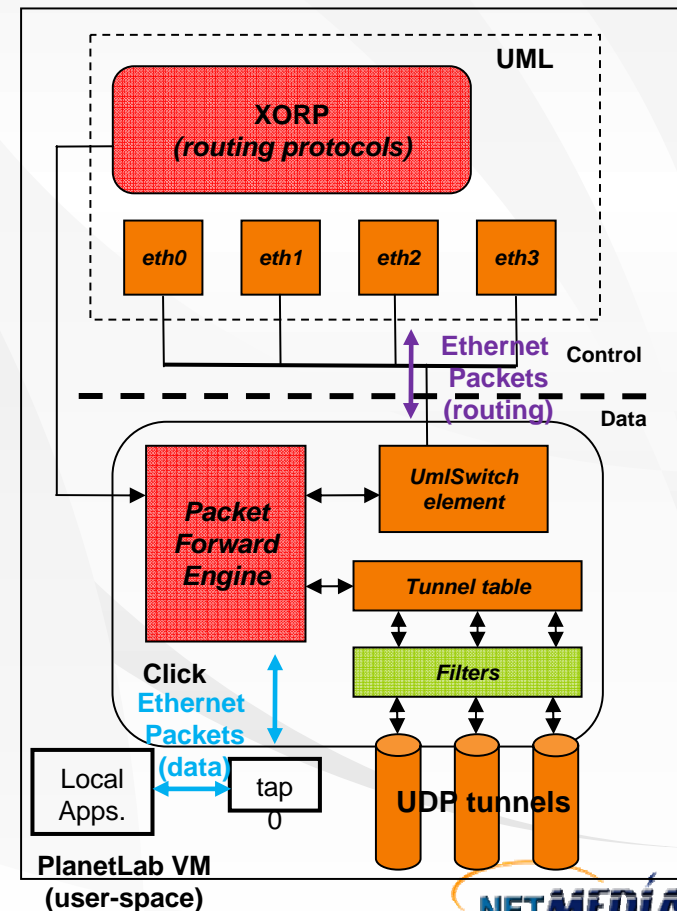 UML
XORP
(routing protocols)
eth0
eth1
eth2
eth3
Ethernet
Packets
(routing)
Control
Data
Packet
Forward
Engine
UmlSwitch
element
Tunnel table
Click
Filters
Ethernet
Packets
(data)
Local
Apps.
tap
0
UDP tunnels
PlanetLab VM
(user-space)
NETMEDIA